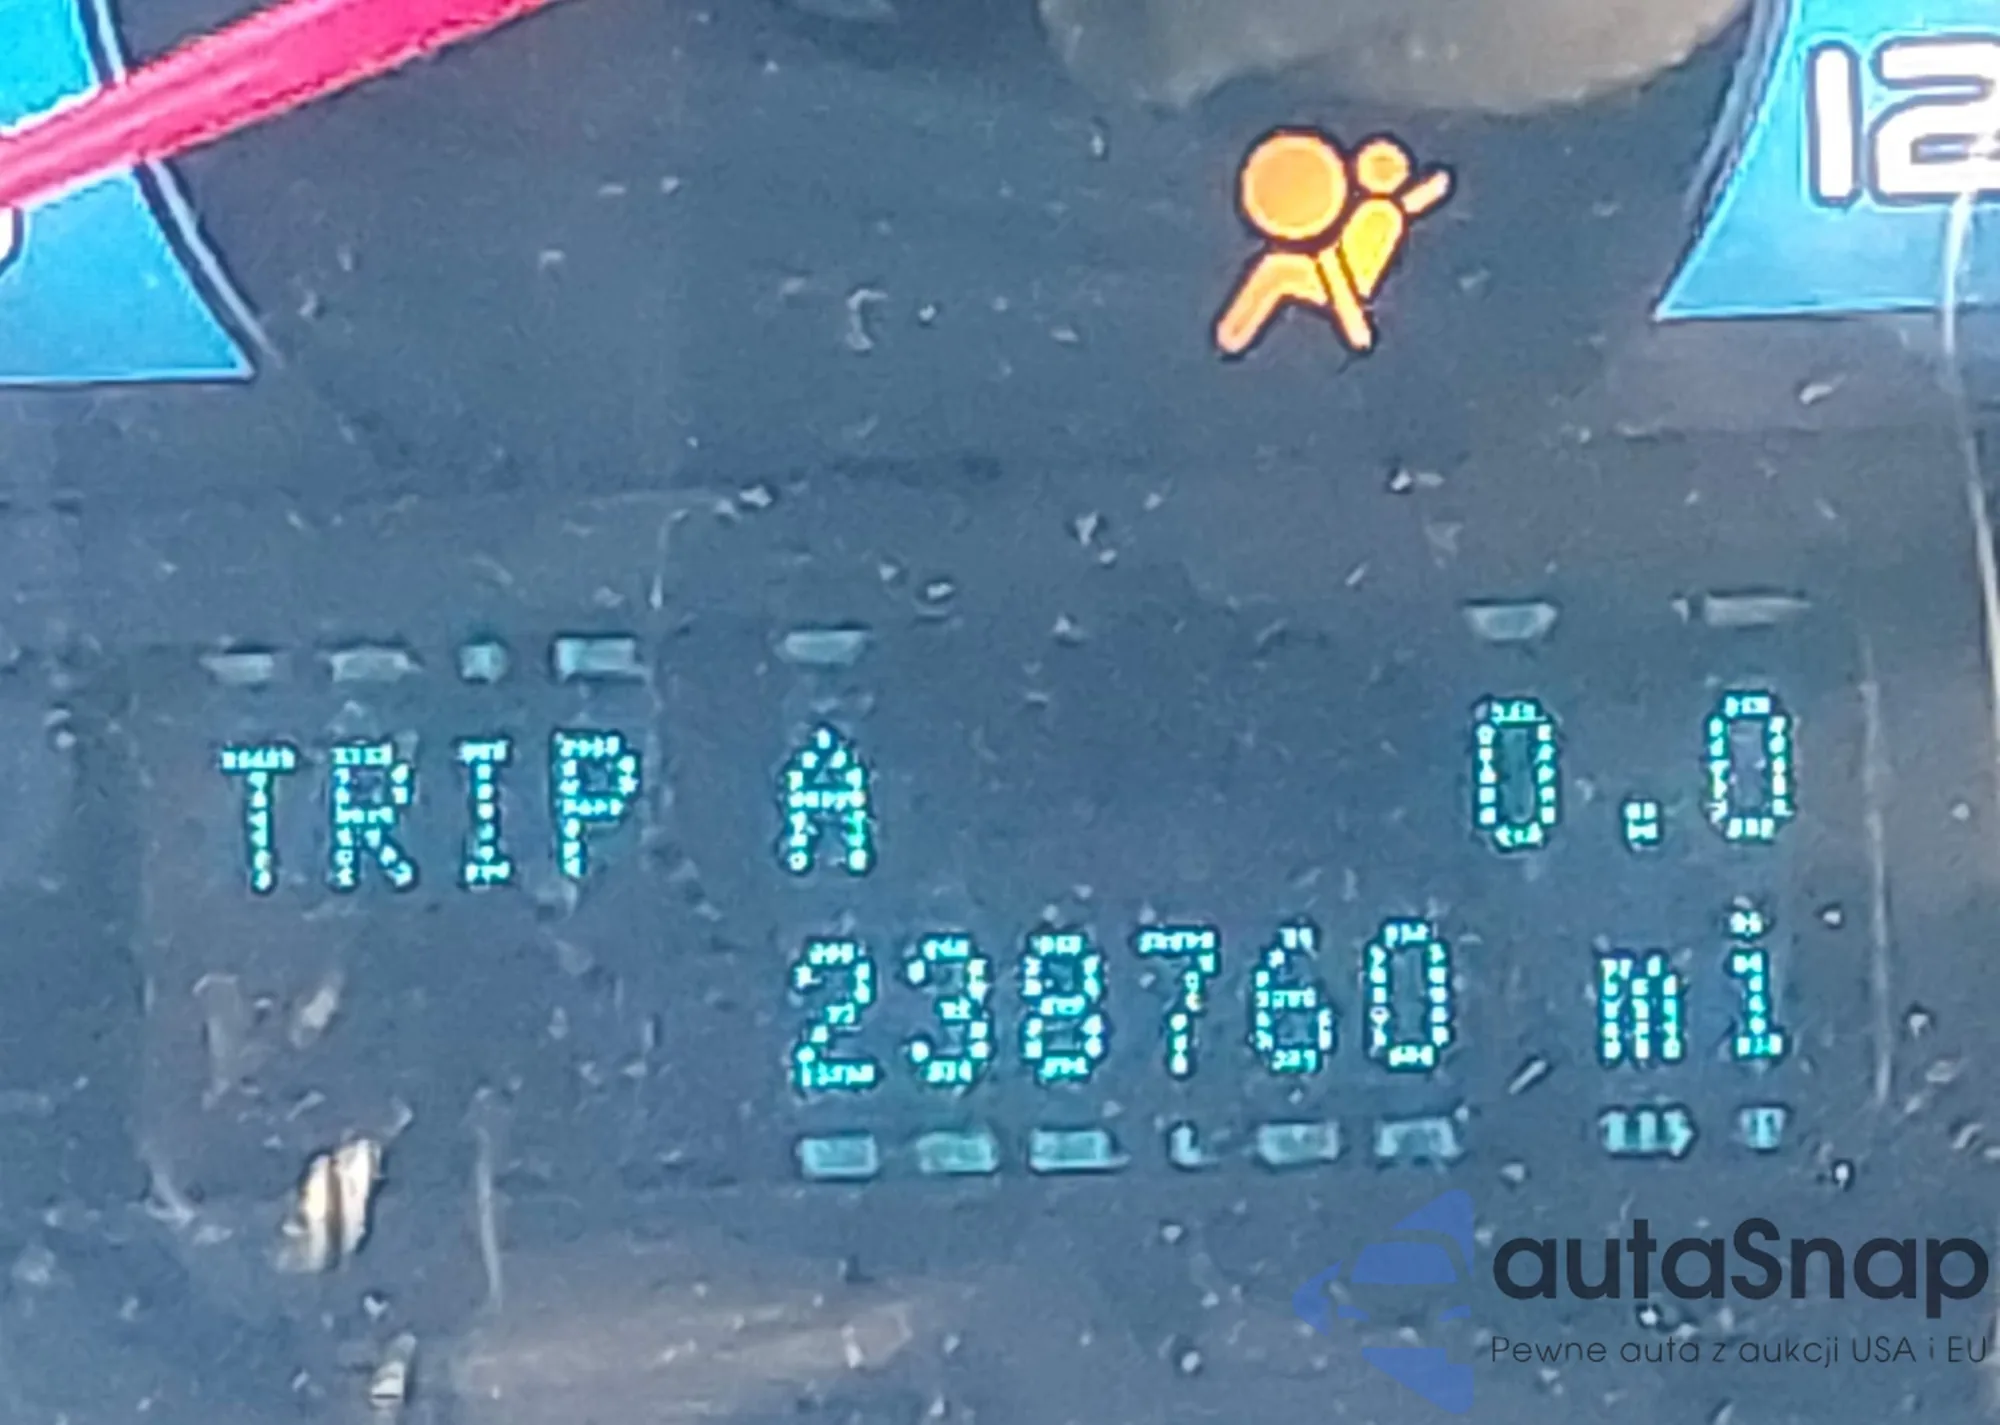 12
TRIP A 0.0
238760 mi
autaSnap
Pewne auta z aukcji USA i EU